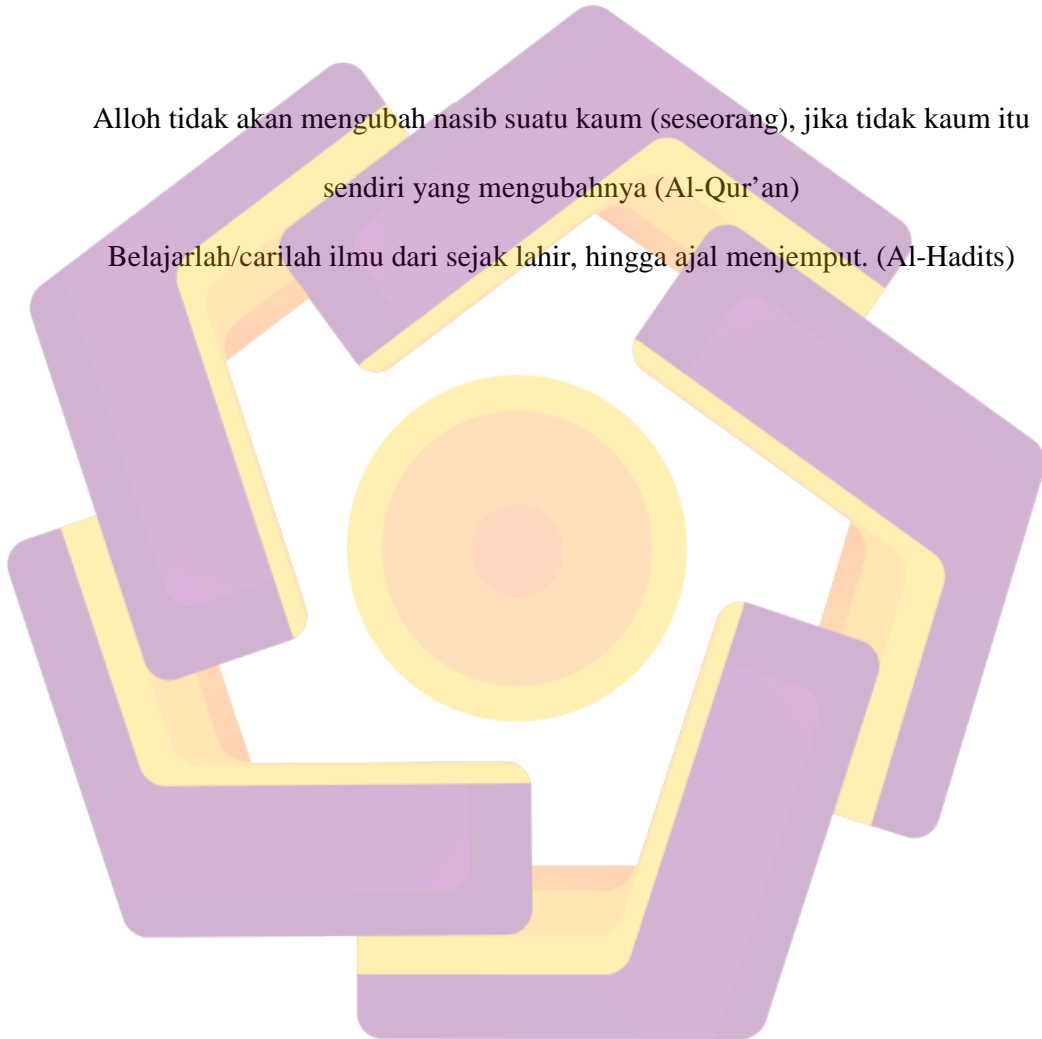 Alloh tidak akan mengubah nasib suatu kaum (seseorang), jika tidak kaum itu
sendiri yang mengubahnya (Al-Qur’an)
Belajarlah/carilah ilmu dari sejak lahir, hingga ajal menjemput. (Al-Hadits)